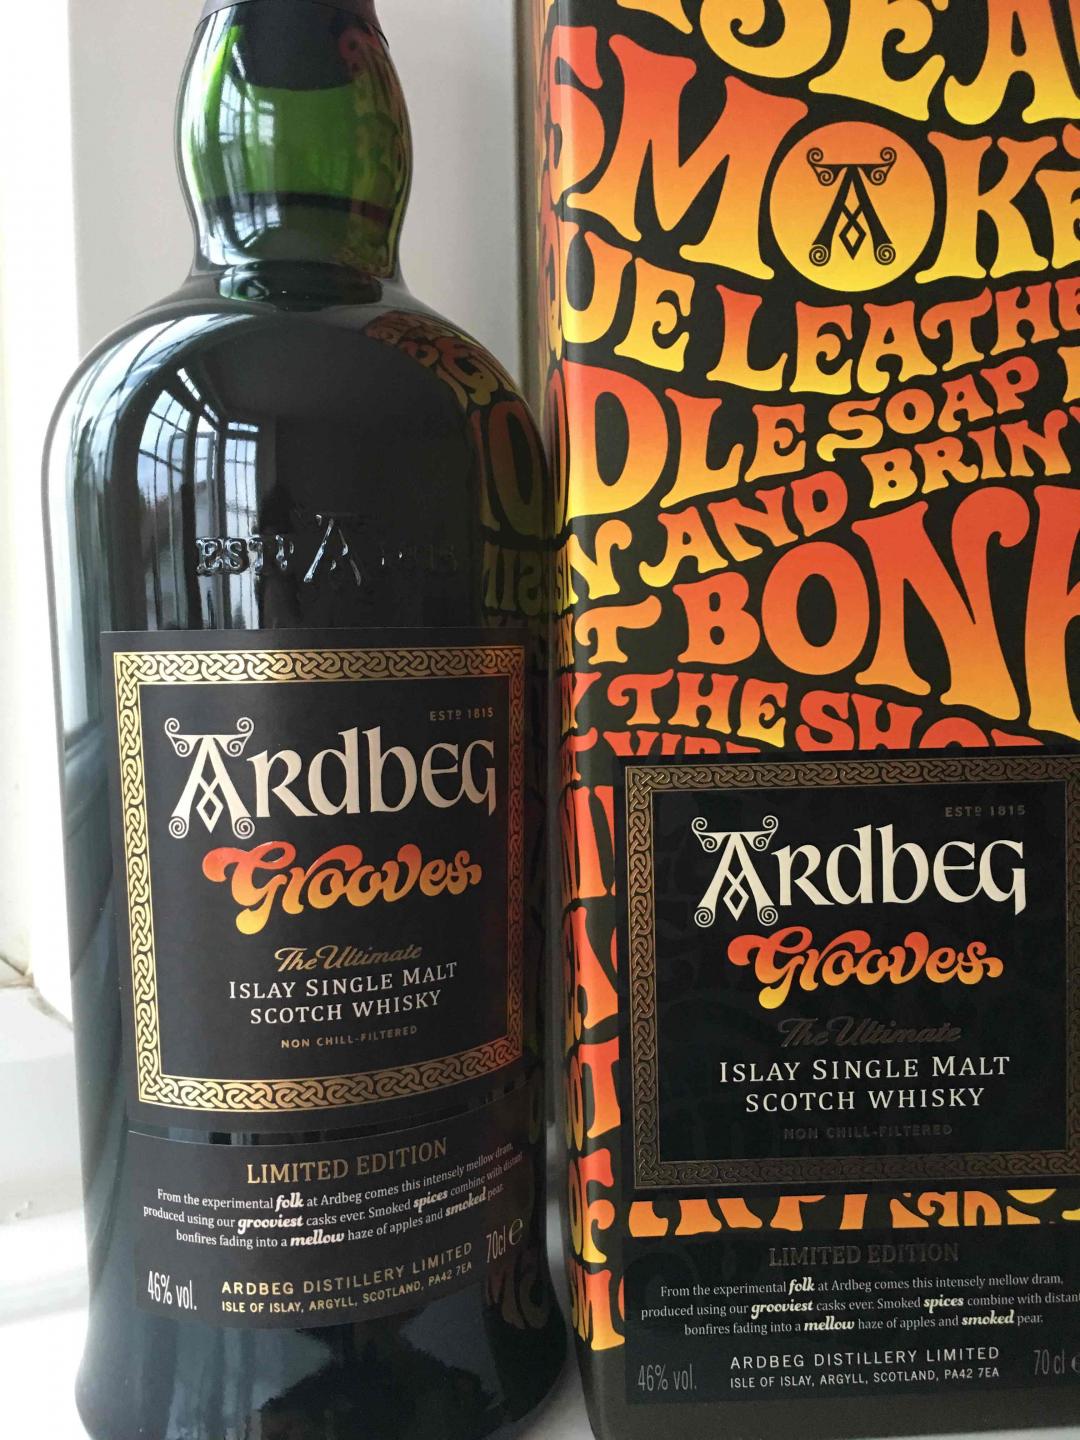 ESTD
ESTD 1815
ARDBEG
Grooves
The Ultimate
ISLAY SINGLE MALT
SCOTCH WHISKY
NON CHILL-FILTERED
LIMITED EDITION
From the experimental folk at Ardbeg comes this intensely mellow dram,
produced using our grooviest casks ever. Smoked spices combine with distant
bonfires fading into a mellow haze of apples and smoked pear.
46% vol.
ARDBEG DISTILLERY LIMITED
ISLE OF ISLAY, ARGYLL, SCOTLAND, PA42 7EA
70cl e
SMOKE
LEATHE
DLE SOAP
AND BRIN
BONK
THE SHO
ESTD 1815
ARDBEG
Grooves
The Ultimate
ISLAY SINGLE MALT
SCOTCH WHISKY
NON CHILL-FILTERED
LIMITED EDITION
From the experimental folk at Ardbeg comes this intensely mellow dram,
produced using our grooviest casks ever. Smoked spices combine with distant
bonfires fading into a mellow haze of apples and smoked pear.
46% vol.
ARDBEG DISTILLERY LIMITED
ISLE OF ISLAY, ARGYLL, SCOTLAND, PA42 7EA
70 cl e